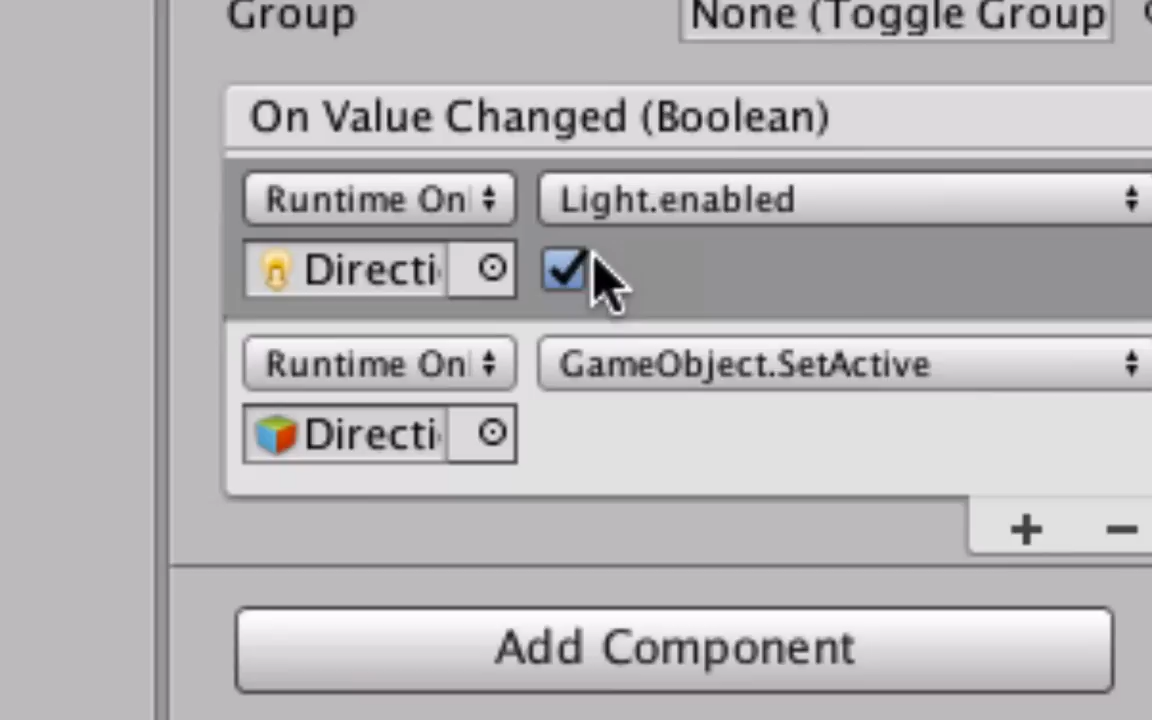 Group None (Toggle Group
On Value Changed (Boolean)
Runtime On Light.enabled
Directi
Runtime On GameObject.SetActive
Directi
+ −
Add Component